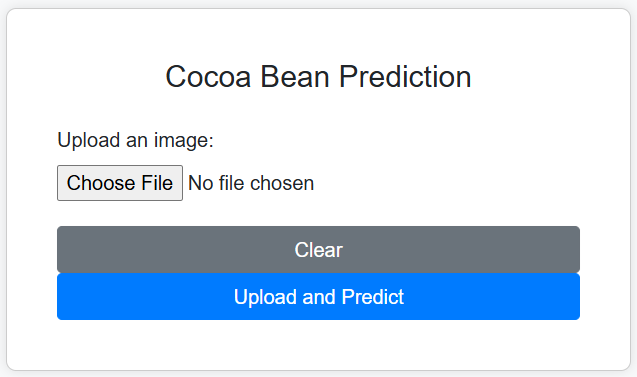 Cocoa Bean Prediction
Upload an image:
Choose File No file chosen
Clear
Upload and Predict